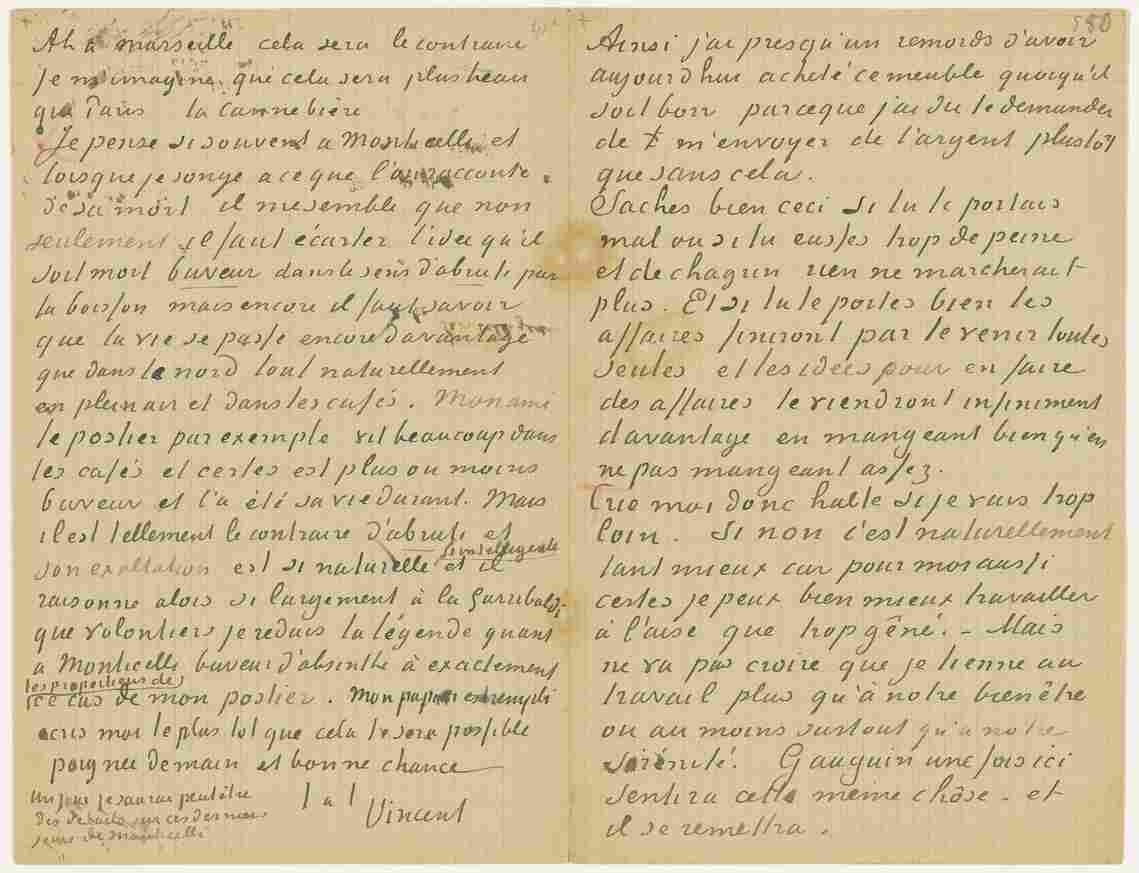 Ah à marseille cela sera le contraire
je m'imagine que cela sera plus beau
que Paris la cannebière
Je pense si souvent a Monticelli et
lorsque je songe a ce que l'on racconte
de sa mort il me semble que non
seulement il faut écarter l'idée qu'il
soit mort buveur dans le sens d'abruti par
la boisson mais encore il faut savoir
que la vie se passe encore davantage
que dans le nord tout naturellement
en plein air et dans les cafés. Mon ami
le postier par exemple vit beaucoup dans
les cafés et certes est plus ou moins
buveur et l'a été sa vie durant. Mais
il est tellement le contraire d'abruti et
son exaltation est si naturelle si intelligente et il
raisonne alors si largement à la Garribaldi
que volontiers je reduis la légende quant
a Monticelli buveur d'absinthe à exactement
les proportions de
ce cas de mon postier. Mon papier est rempli
ecris moi le plus tot que cela te sera possible
poignee de main et bonne chance
t à t
Vincent
Un jour je saurai peut être
des details sur ces derniers
jours de Monticelli
580
Ainsi j'ai presqu'un remords d'avoir
aujourd'hui acheté ce meuble quoiqu'il
soit bon parceque j'ai du te demander
de m'envoyer de l'argent plus tôt
que sans cela.
Saches bien ceci si tu te portais
mal ou si tu eusses trop de peine
et de chagrin rien ne marcherait
plus. Et si tu te portes bien les
affaires finiront par te venir toutes
seules et les idées pour en faire
des affaires te viendront infiniment
davantage en mangeant bien qu'en
ne pas mangeant assez.
Crie moi donc halte si je vais trop
loin. Si non c'est naturellement
tant mieux car pour moi aussi
certes je peux bien mieux travailler
à l'aise que trop gêné. – Mais
ne va pas croire que je tienne au
travail plus qu'à notre bienêtre
ou au moins surtout qu'à notre
sérénité. Gauguin une fois ici
sentira cette même chôse – et
il se remettra.